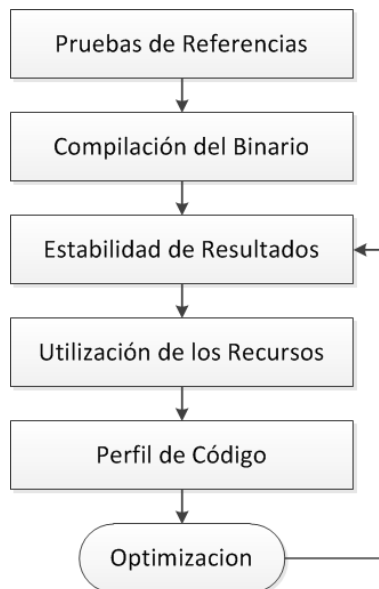 Pruebas de Referencias
Compilación del Binario
Estabilidad de Resultados
Utilización de los Recursos
Perfil de Código
Optimizacion